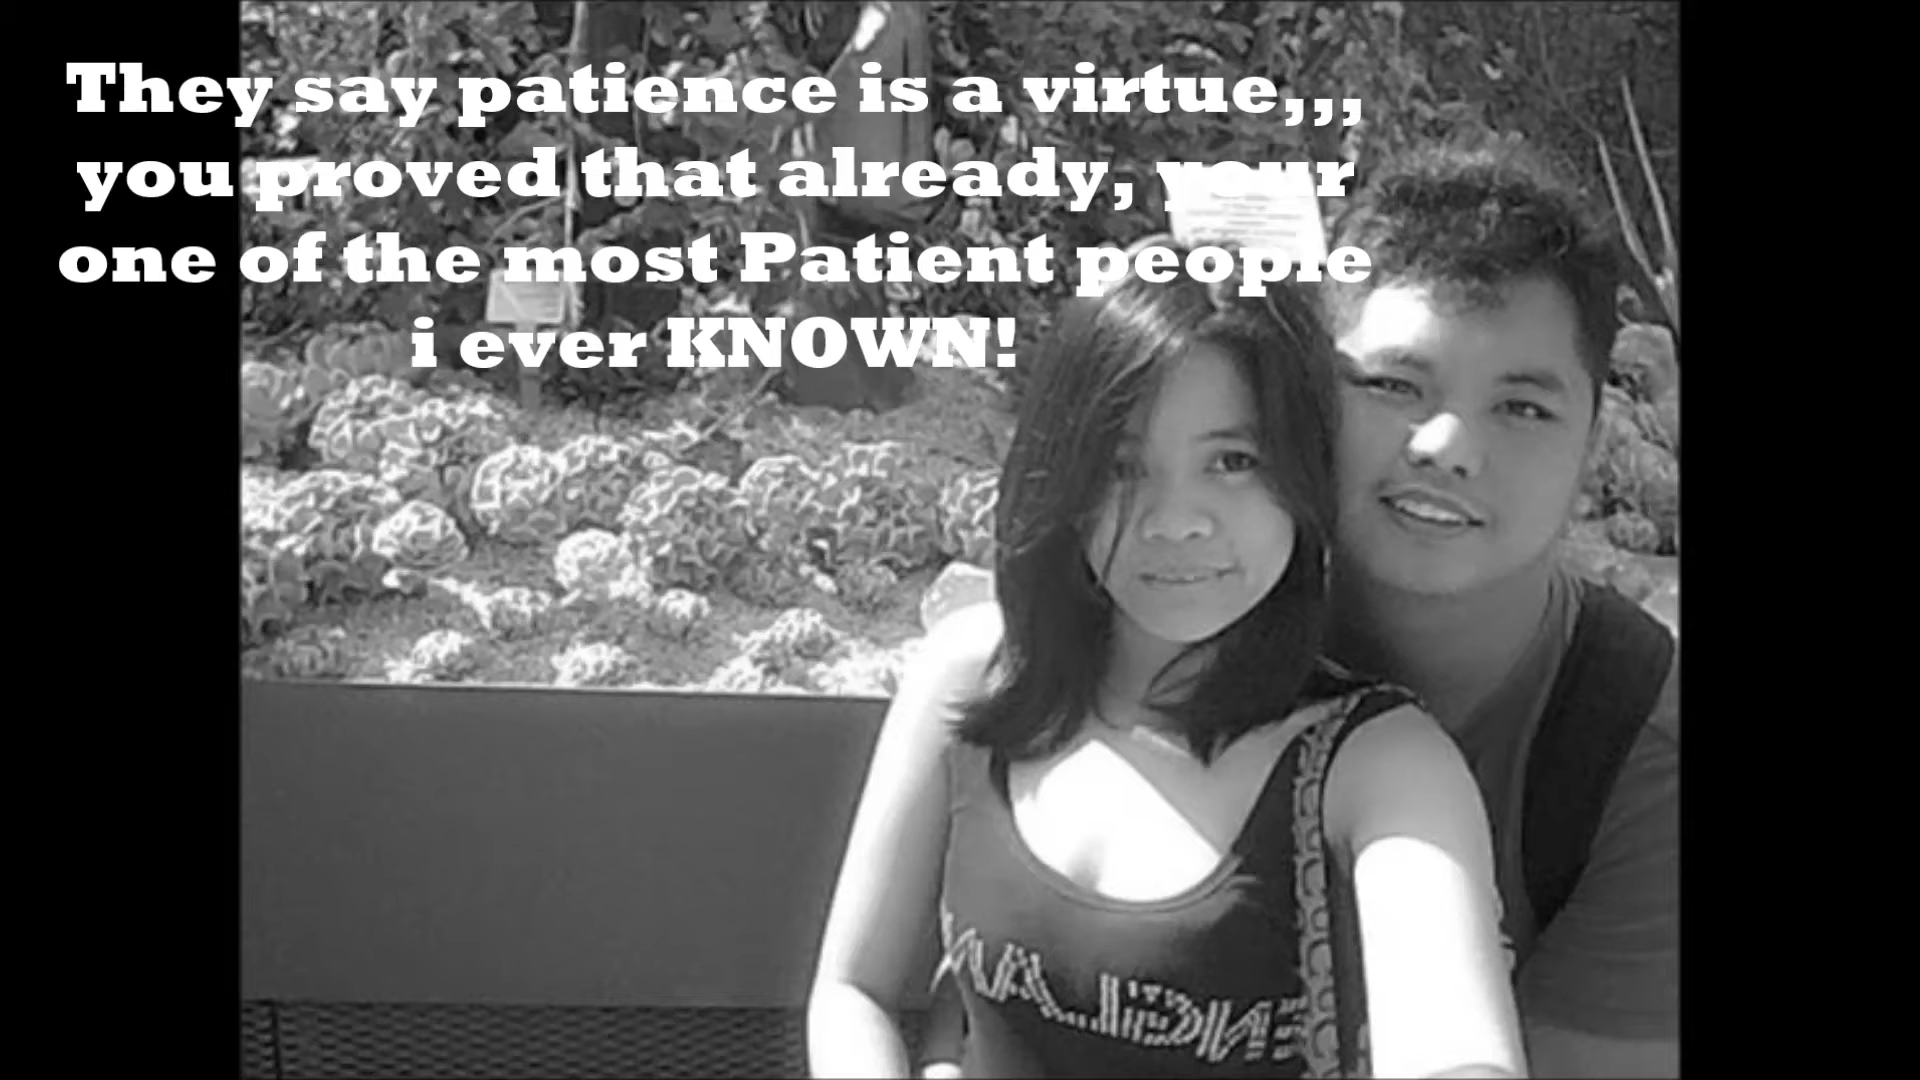 They say patience is a virtue,,,
you proved that already, your
one of the most Patient people
i ever KNOWN!